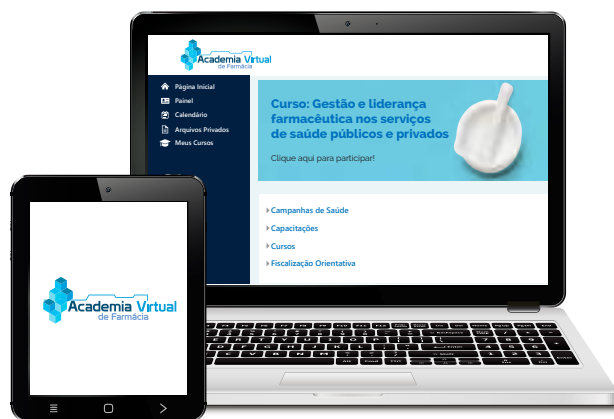 Academia Virtual
de Farmácia
Página Inicial
Painel
Calendário
Arquivos Privados
Meus Cursos
Curso: Gestão e liderança
farmacêutica nos serviços
de saúde públicos e privados
Clique aqui para participar!
Campanhas de Saúde
Capacitações
Cursos
Fiscalização Orientativa
Academia Virtual
de Farmácia